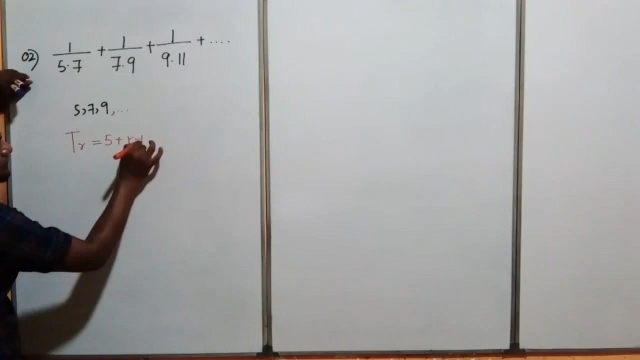 02) 1/5.7 + 1/7.9 + 1/9.11 + ....
5,7,9,...
Tr = 5 +